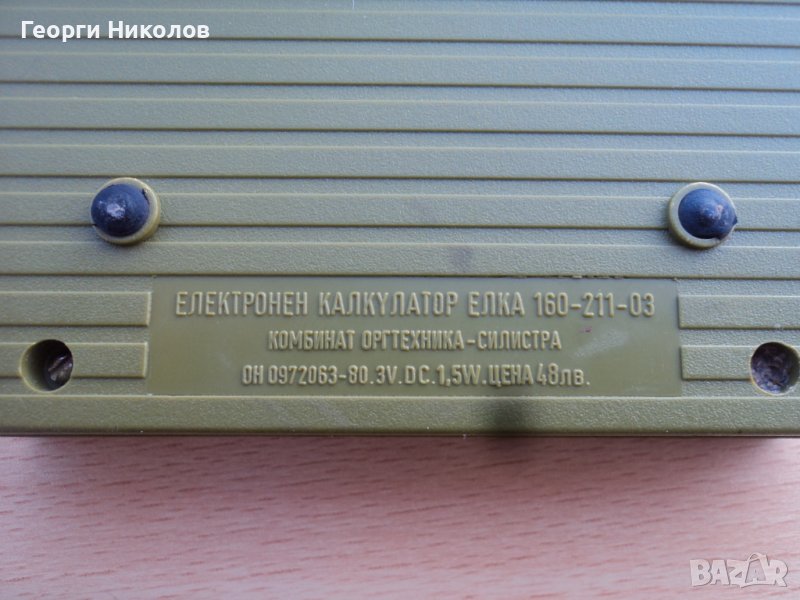 Георги Николов
ЕЛЕКТРОНЕН КАЛКУЛАТОР ЕЛКА 160-211-03
КОМБИНАТ ОРГТЕХНИКА-СИЛИСТРА
ОН 0972063-80.3V.DC.1,5W.ЦЕНА 48лв.
BAZAR